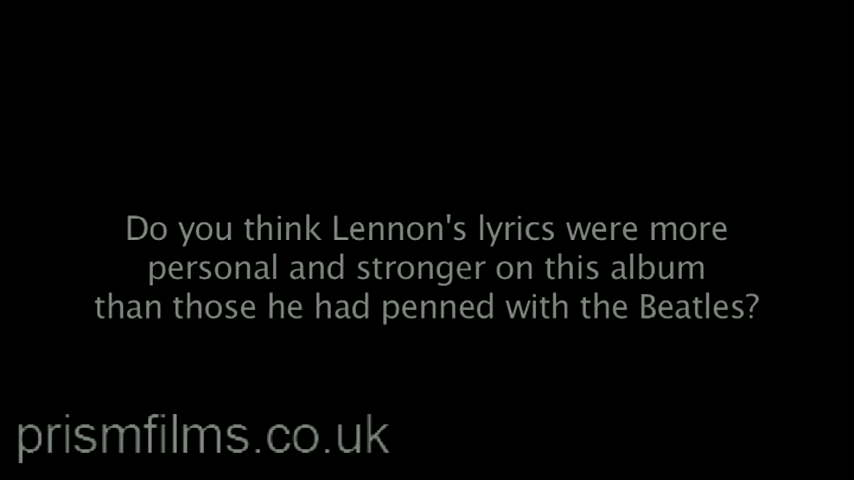 Do you think Lennon's lyrics were more
personal and stronger on this album
than those he had penned with the Beatles?
prismfilms.co.uk